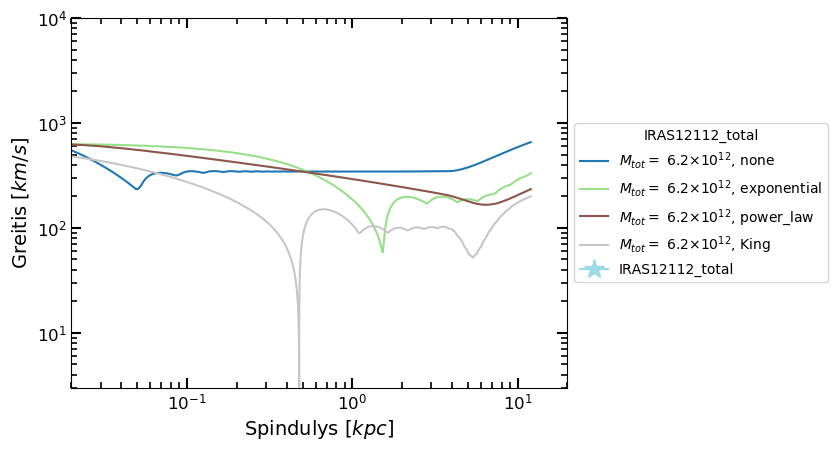 10⁴
10³
10²
10¹
Greitis [km/s]
10⁻¹
10⁰
10¹
Spindulys [kpc]
IRAS12112_total
M_tot = 6.2×10¹², none
M_tot = 6.2×10¹², exponential
M_tot = 6.2×10¹², power_law
M_tot = 6.2×10¹², King
IRAS12112_total